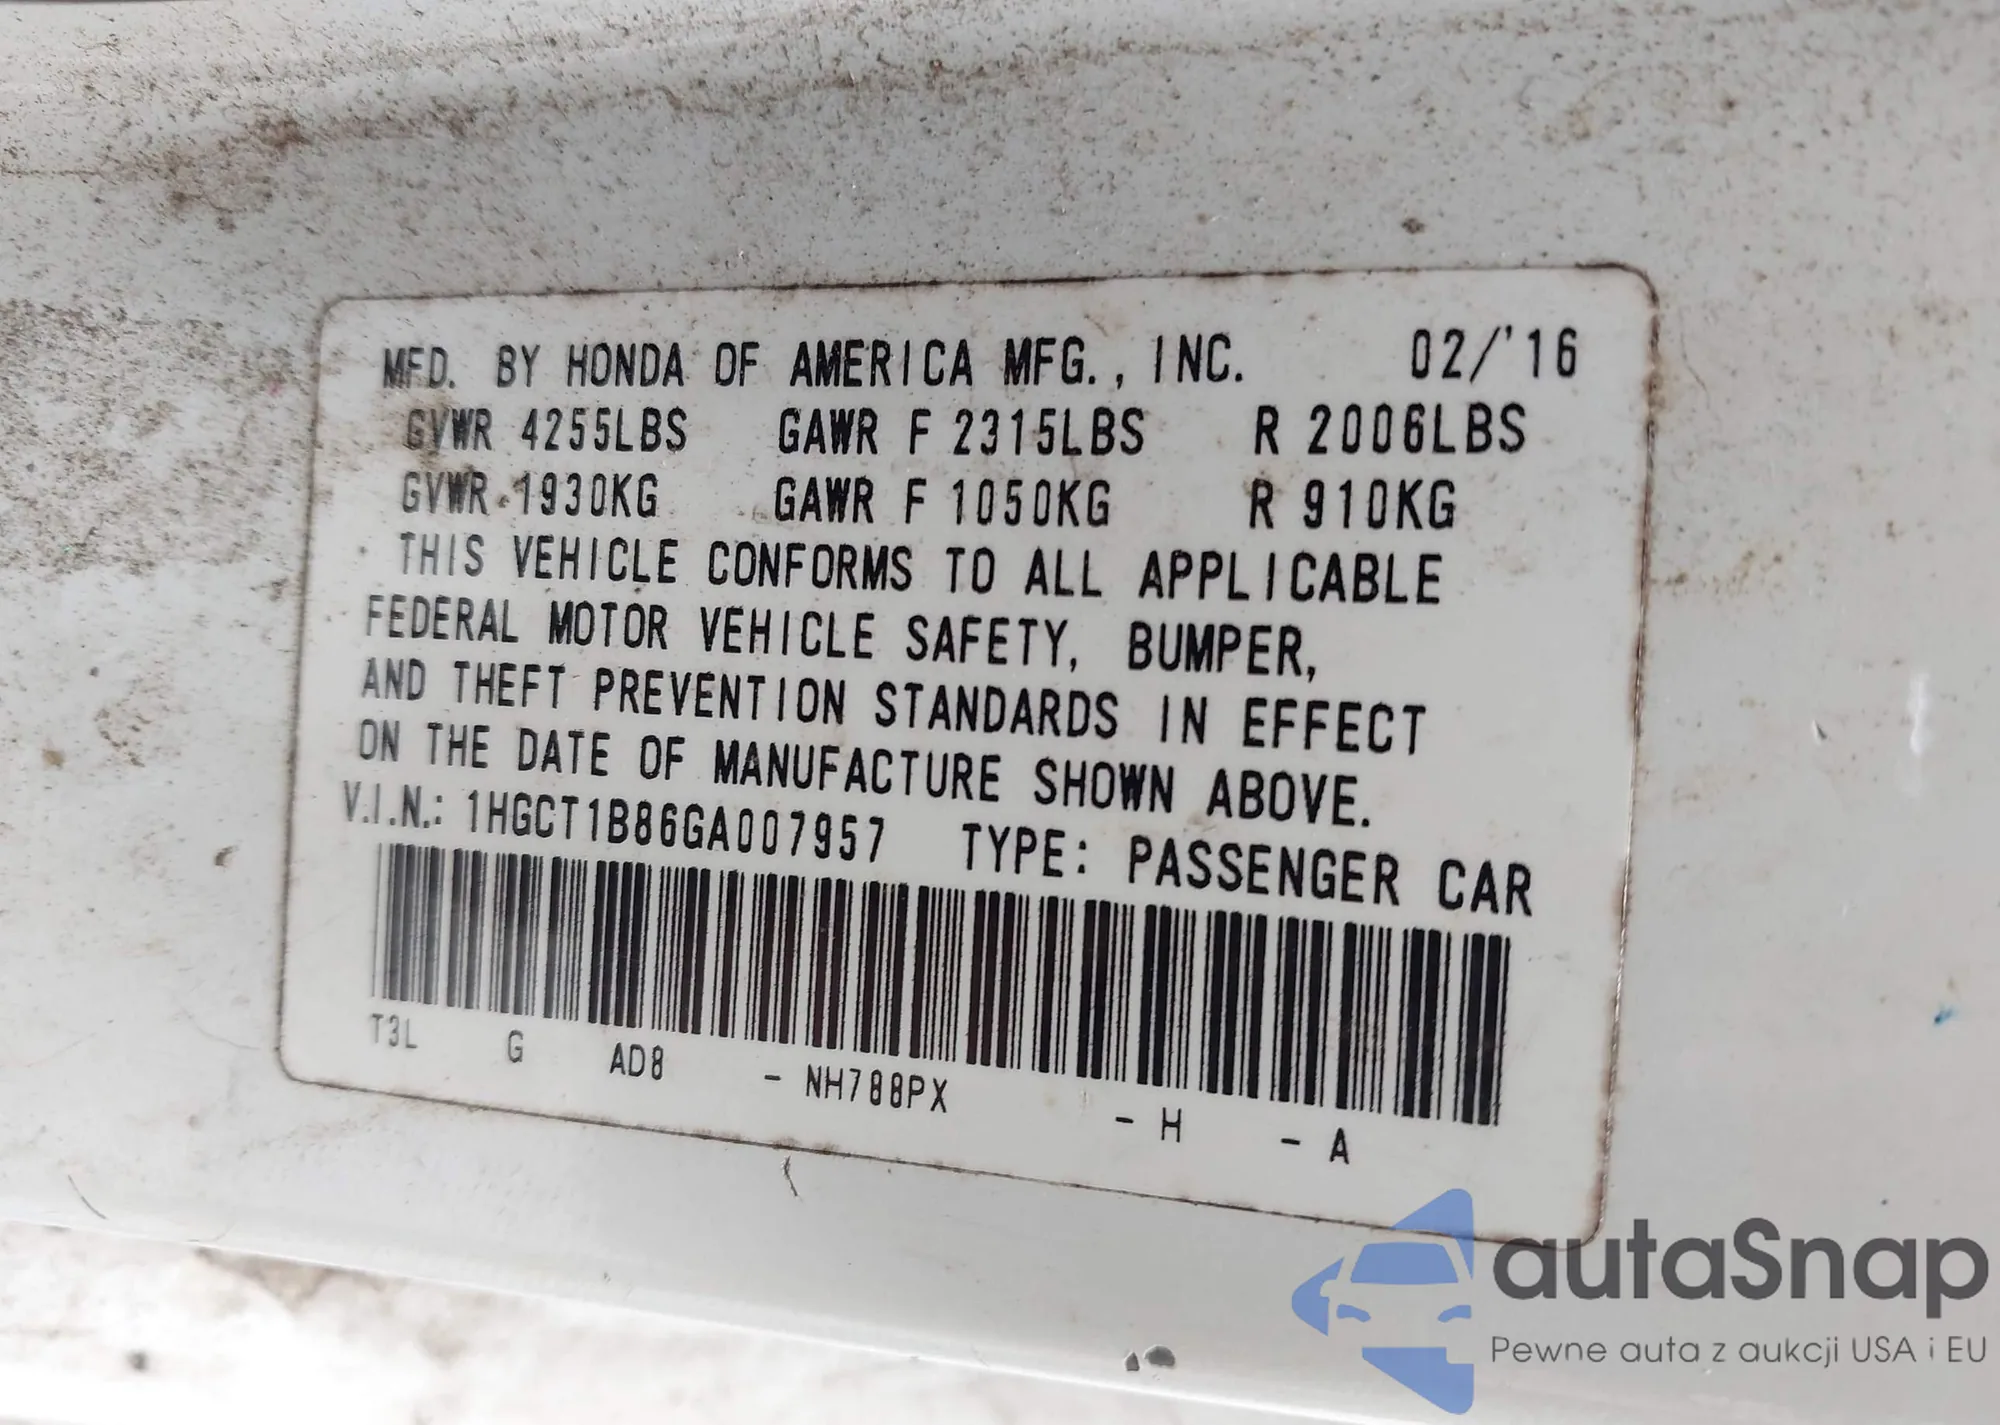 MFD. BY HONDA OF AMERICA MFG., INC. 02/'16
GVWR 4255LBS GAWR F 2315LBS R 2006LBS
GVWR 1930KG GAWR F 1050KG R 910KG
THIS VEHICLE CONFORMS TO ALL APPLICABLE
FEDERAL MOTOR VEHICLE SAFETY, BUMPER,
AND THEFT PREVENTION STANDARDS IN EFFECT
ON THE DATE OF MANUFACTURE SHOWN ABOVE.
V.I.N.: 1HGCT1B86GA007957 TYPE: PASSENGER CAR
T3L G AD8 - NH788PX - H - A
autaSnap
Pewne auta z aukcji USA i EU